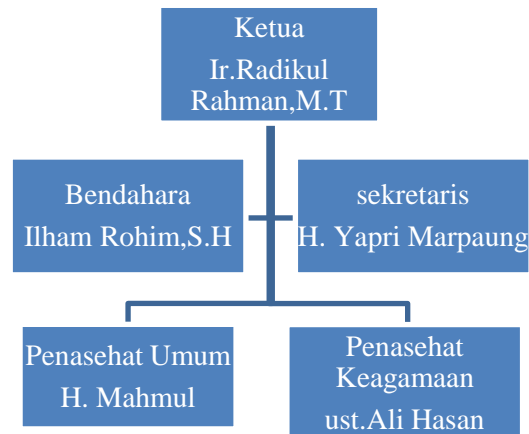 Ketua
Ir.Radikul
Rahman,M.T
Bendahara
Ilham Rohim,S.H
sekretaris
H. Yapri Marpaung
Penasehat Umum
H. Mahmul
Penasehat
Keagamaan
ust.Ali Hasan